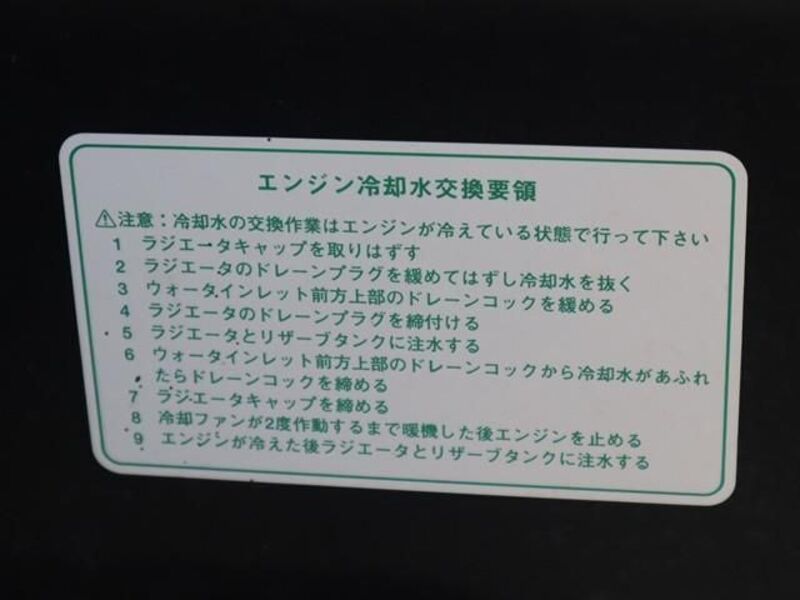 エンジン冷却水交換要領
⚠注意：冷却水の交換作業はエンジンが冷えている状態で行って下さい
1 ラジエータキャップを取りはずす
2 ラジエータのドレーンプラグを緩めてはずし冷却水を抜く
3 ウォータインレット前方上部のドレーンコックを緩める
4 ラジエータのドレーンプラグを締付ける
5 ラジエータとリザーブタンクに注水する
6 ウォータインレット前方上部のドレーンコックから冷却水があふれ
たらドレーンコックを締める
7 ラジエータキャップを締める
8 冷却ファンが2度作動するまで暖機した後エンジンを止める
9 エンジンが冷えた後ラジエータとリザーブタンクに注水する